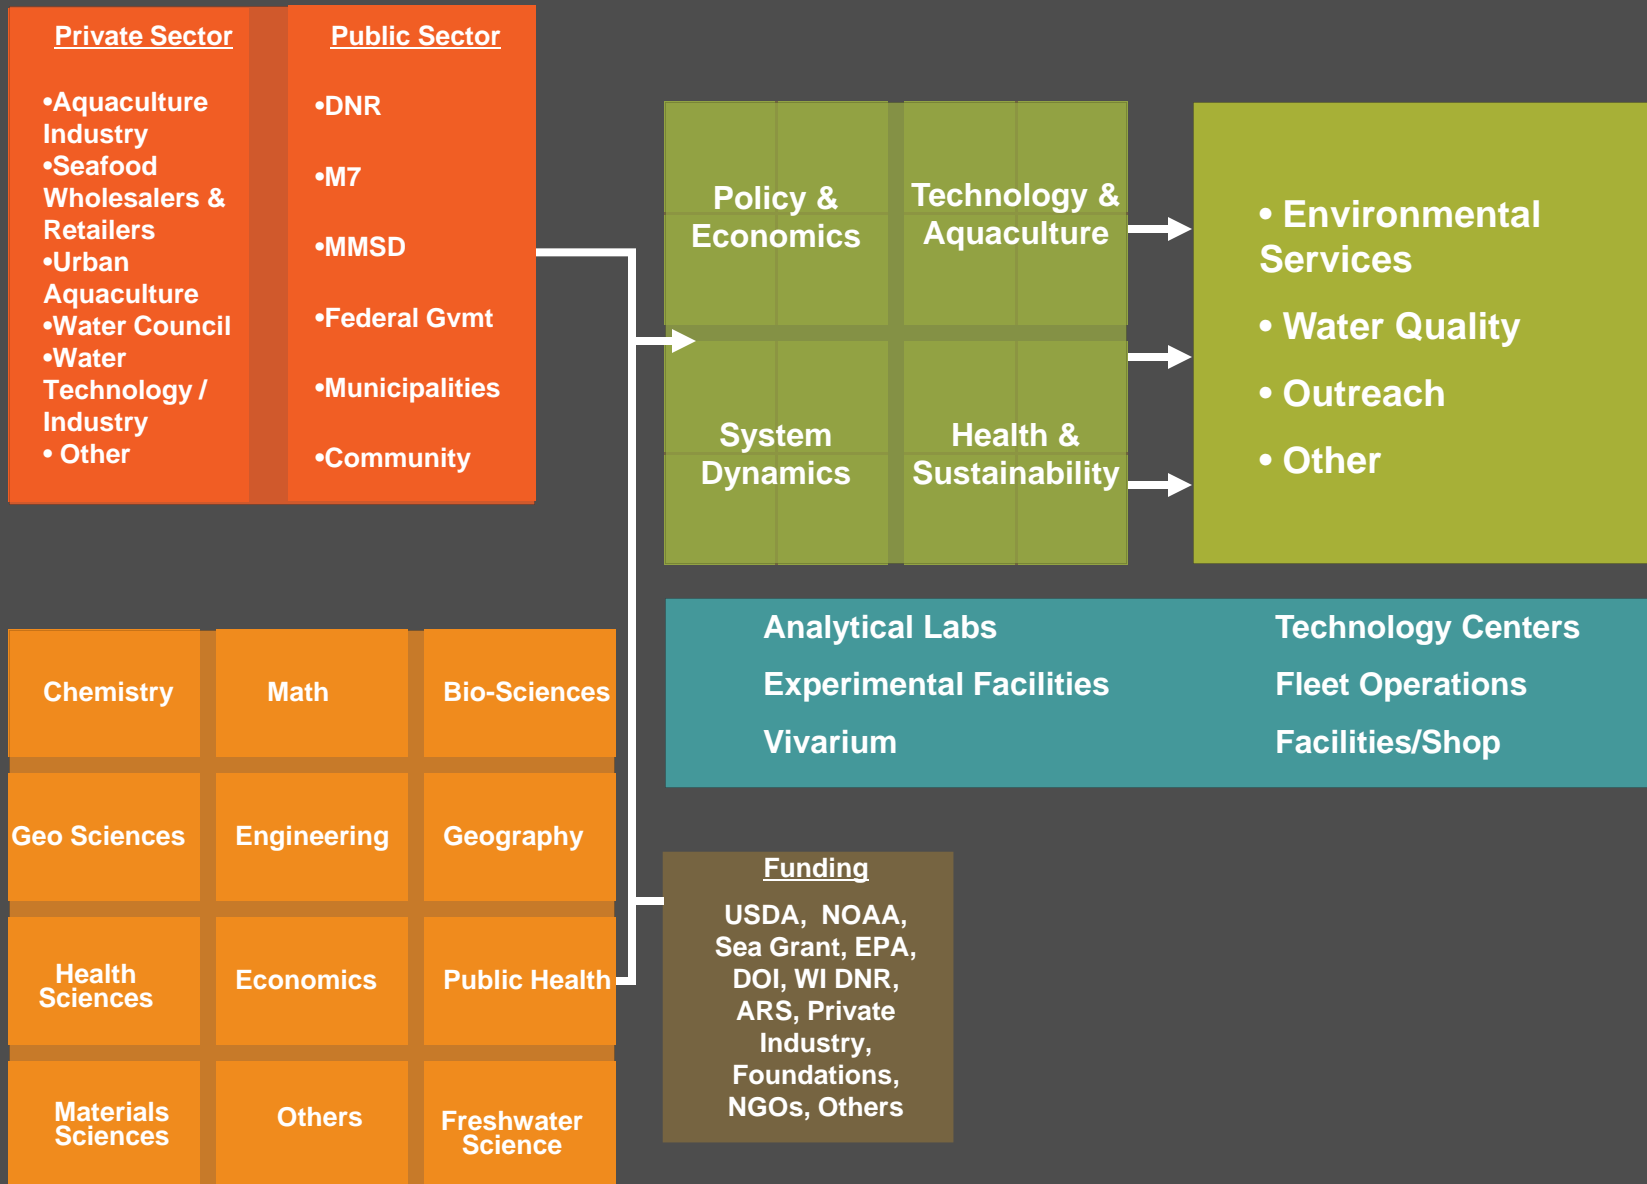 Private Sector
•Aquaculture
Industry
•Seafood
Wholesalers &
Retailers
•Urban
Aquaculture
•Water Council
•Water
Technology /
Industry
• Other
Public Sector
•DNR
•M7
•MMSD
•Federal Gvmt
•Municipalities
•Community
Policy &
Economics
Technology &
Aquaculture
System
Dynamics
Health &
Sustainability
• Environmental
Services
• Water Quality
• Outreach
• Other
Analytical Labs
Experimental Facilities
Vivarium
Technology Centers
Fleet Operations
Facilities/Shop
Chemistry
Math
Bio-Sciences
Geo Sciences
Engineering
Geography
Health
Sciences
Economics
Public Health
Materials
Sciences
Others
Freshwater
Science
Funding
USDA, NOAA,
Sea Grant, EPA,
DOI, WI DNR,
ARS, Private
Industry,
Foundations,
NGOs, Others